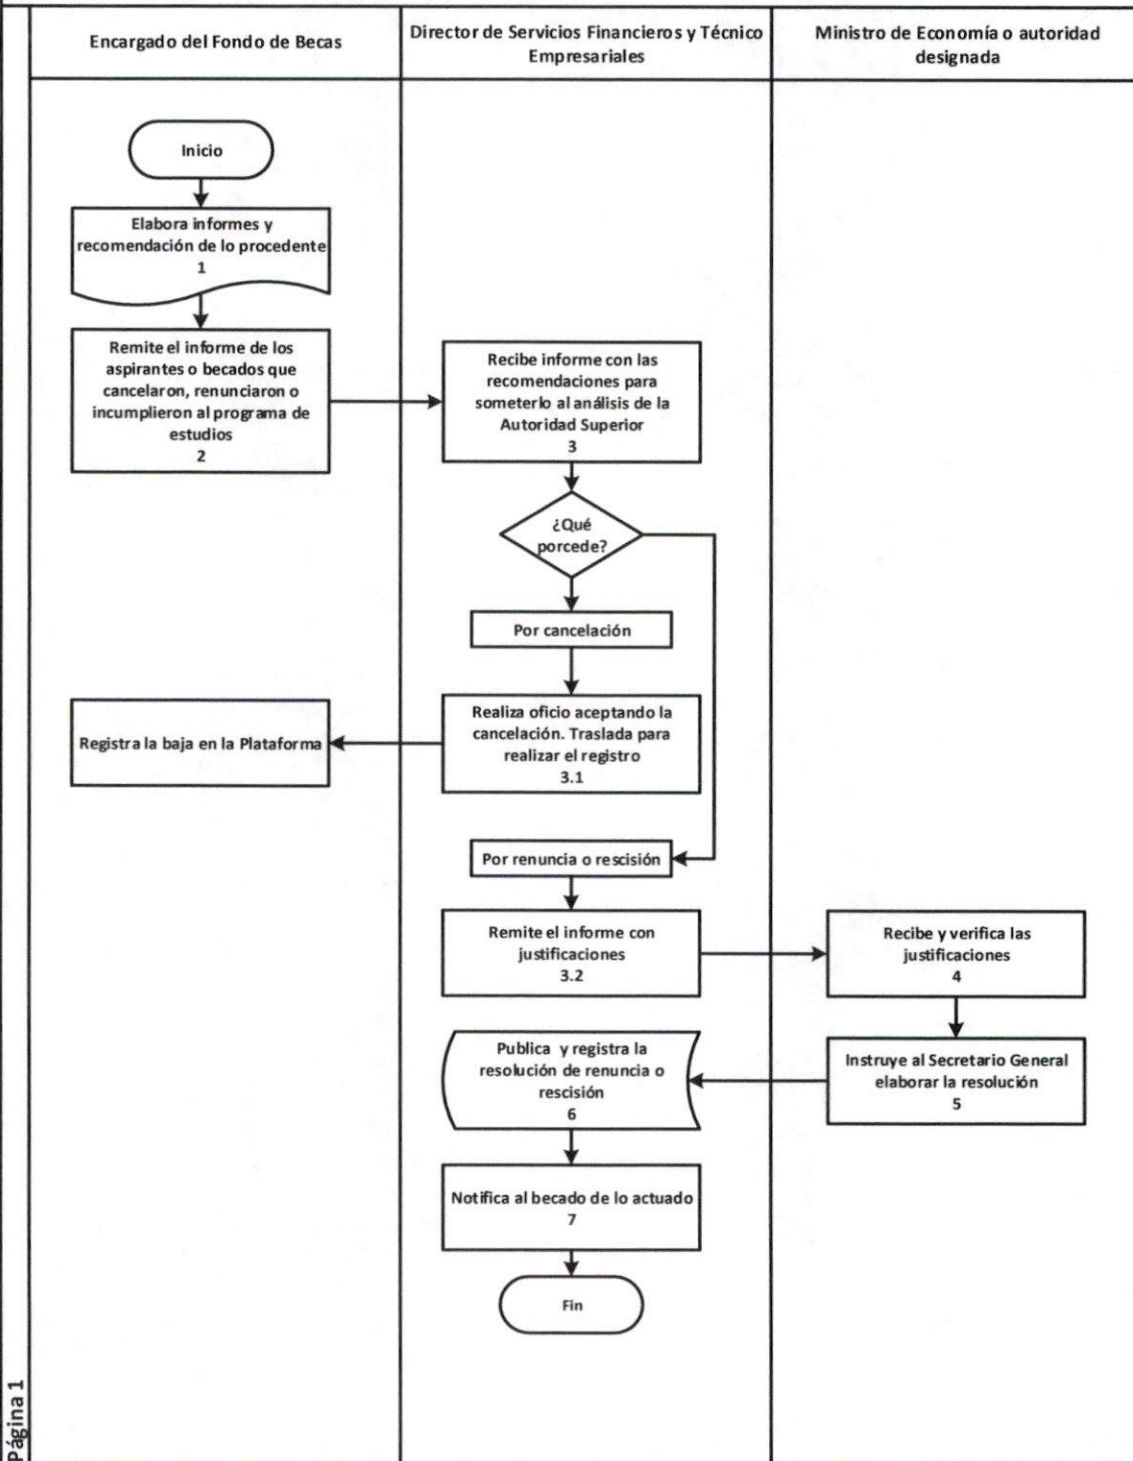 Encargado del Fondo de Becas
Director de Servicios Financieros y Técnico
Empresariales
Ministro de Economía o autoridad
designada
Inicio
Elabora informes y
recomendación de lo procedente
1
Remite el informe de los
aspirantes o becados que
cancelaron, renunciaron o
incumplieron al programa de
estudios
2
Recibe informe con las
recomendaciones para
someterlo al análisis de la
Autoridad Superior
3
¿Qué
porcede?
Por cancelación
Realiza oficio aceptando la
cancelación. Traslada para
realizar el registro
3.1
Registra la baja en la Plataforma
Por renuncia o rescisión
Remite el informe con
justificaciones
3.2
Recibe y verifica las
justificaciones
4
Instruye al Secretario General
elaborar la resolución
5
Publica y registra la
resolución de renuncia o
rescisión
6
Notifica al becado de lo actuado
7
Fin
Página 1